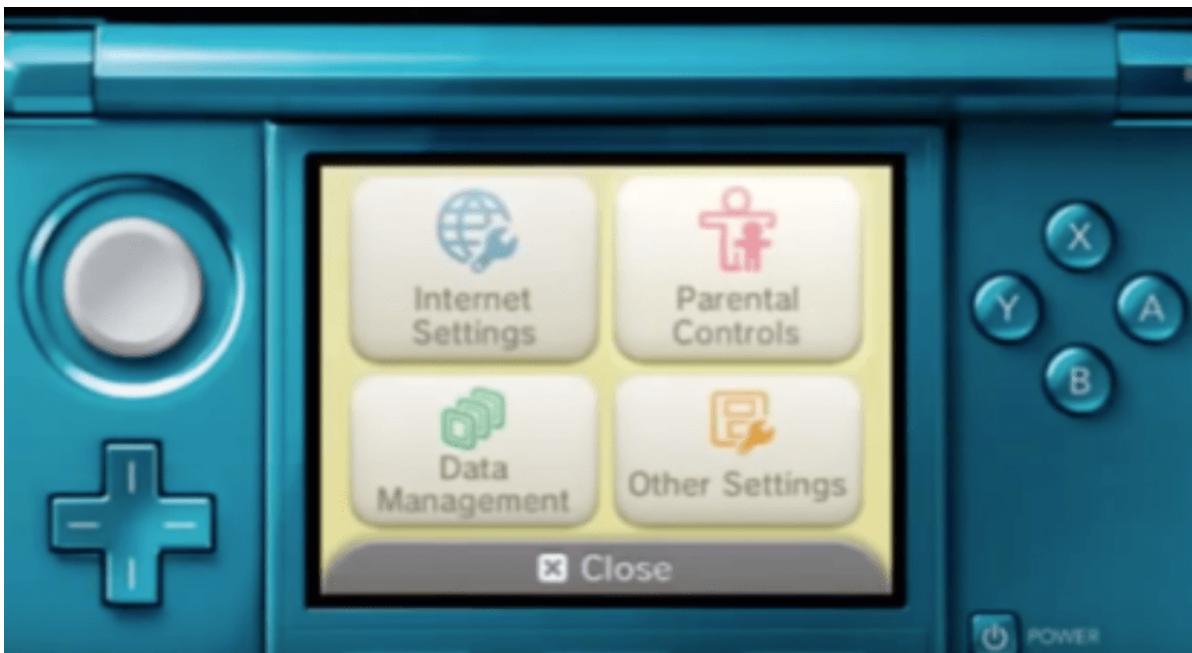 Internet
Settings
Parental
Controls
Data
Management
Other Settings
Close
X
Y
A
B
POWER